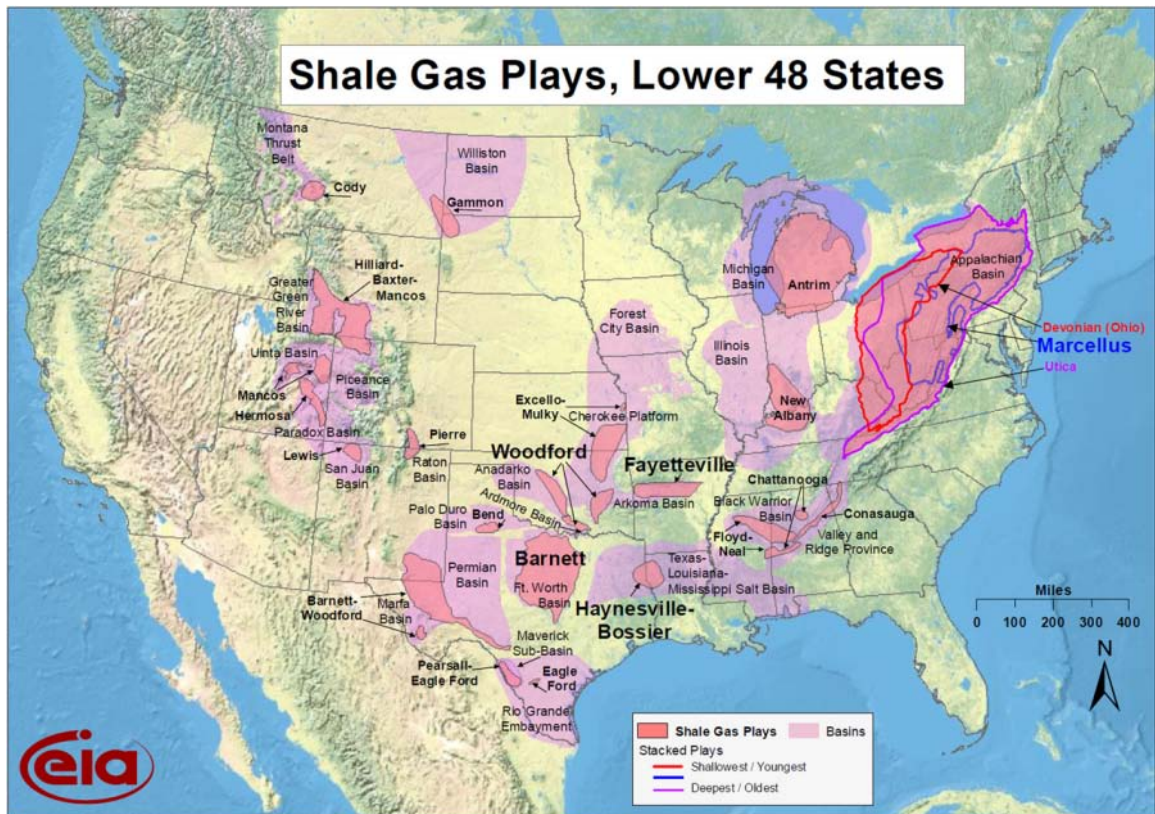 Shale Gas Plays, Lower 48 States
Montana
Thrust
Belt
Cody
Williston
Basin
Gammon
Hilliard-
Baxter-
Mancos
Greater
Green
River
Basin
Uinta Basin
Piceance
Basin
Mancos
Hermosa
Paradox Basin
Lewis
San Juan
Basin
Pierre
Raton
Basin
Michigan
Basin
Antrim
Appalachian
Basin
Devonian (Ohio)
Marcellus
Utica
Forest
City Basin
Illinois
Basin
New
Albany
Excello-
Mulky
Cherokee Platform
Woodford
Anadarko
Basin
Ardmore Basin
Arkoma Basin
Fayetteville
Chattanooga
Black Warrior
Basin
Conasauga
Floyd-
Neal
Valley and
Ridge Province
Palo Duro
Basin
Bend
Barnett
Ft. Worth
Basin
Permian
Basin
Barnett-
Woodford
Marfa
Basin
Texas-
Louisiana-
Mississippi Salt Basin
Haynesville-
Bossier
Maverick
Sub-Basin
Pearsall-
Eagle Ford
Eagle
Ford
Rio Grande
Embayment
Miles
0 100 200 300 400
N
Shale Gas Plays
Basins
Stacked Plays
Shallowest / Youngest
Deepest / Oldest
eia